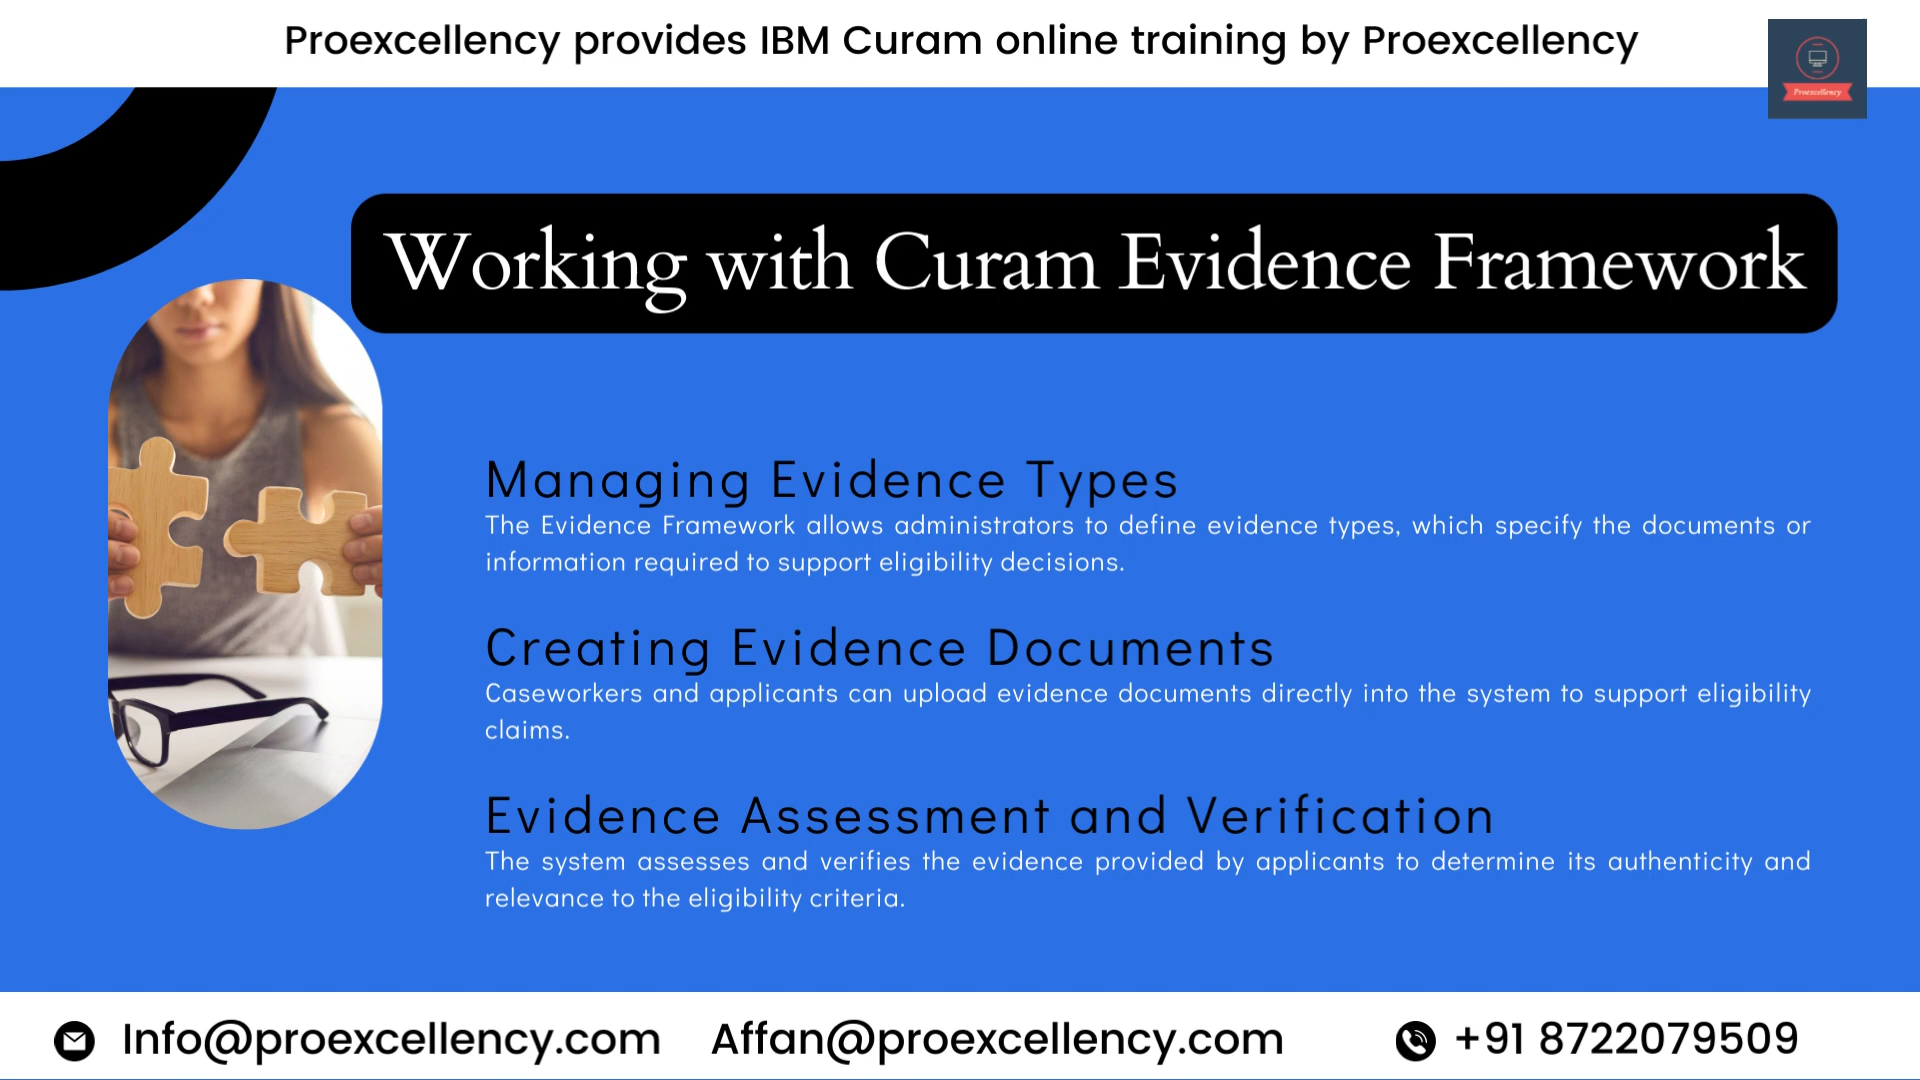 Proexcellency provides IBM Curam online training by Proexcellency
Proexcellency
Working with Curam Evidence Framework
Managing Evidence Types
The Evidence Framework allows administrators to define evidence types, which specify the documents or
information required to support eligibility decisions.
Creating Evidence Documents
Caseworkers and applicants can upload evidence documents directly into the system to support eligibility
claims.
Evidence Assessment and Verification
The system assesses and verifies the evidence provided by applicants to determine its authenticity and
relevance to the eligibility criteria.
Info@proexcellency.com Affan@proexcellency.com +91 8722079509